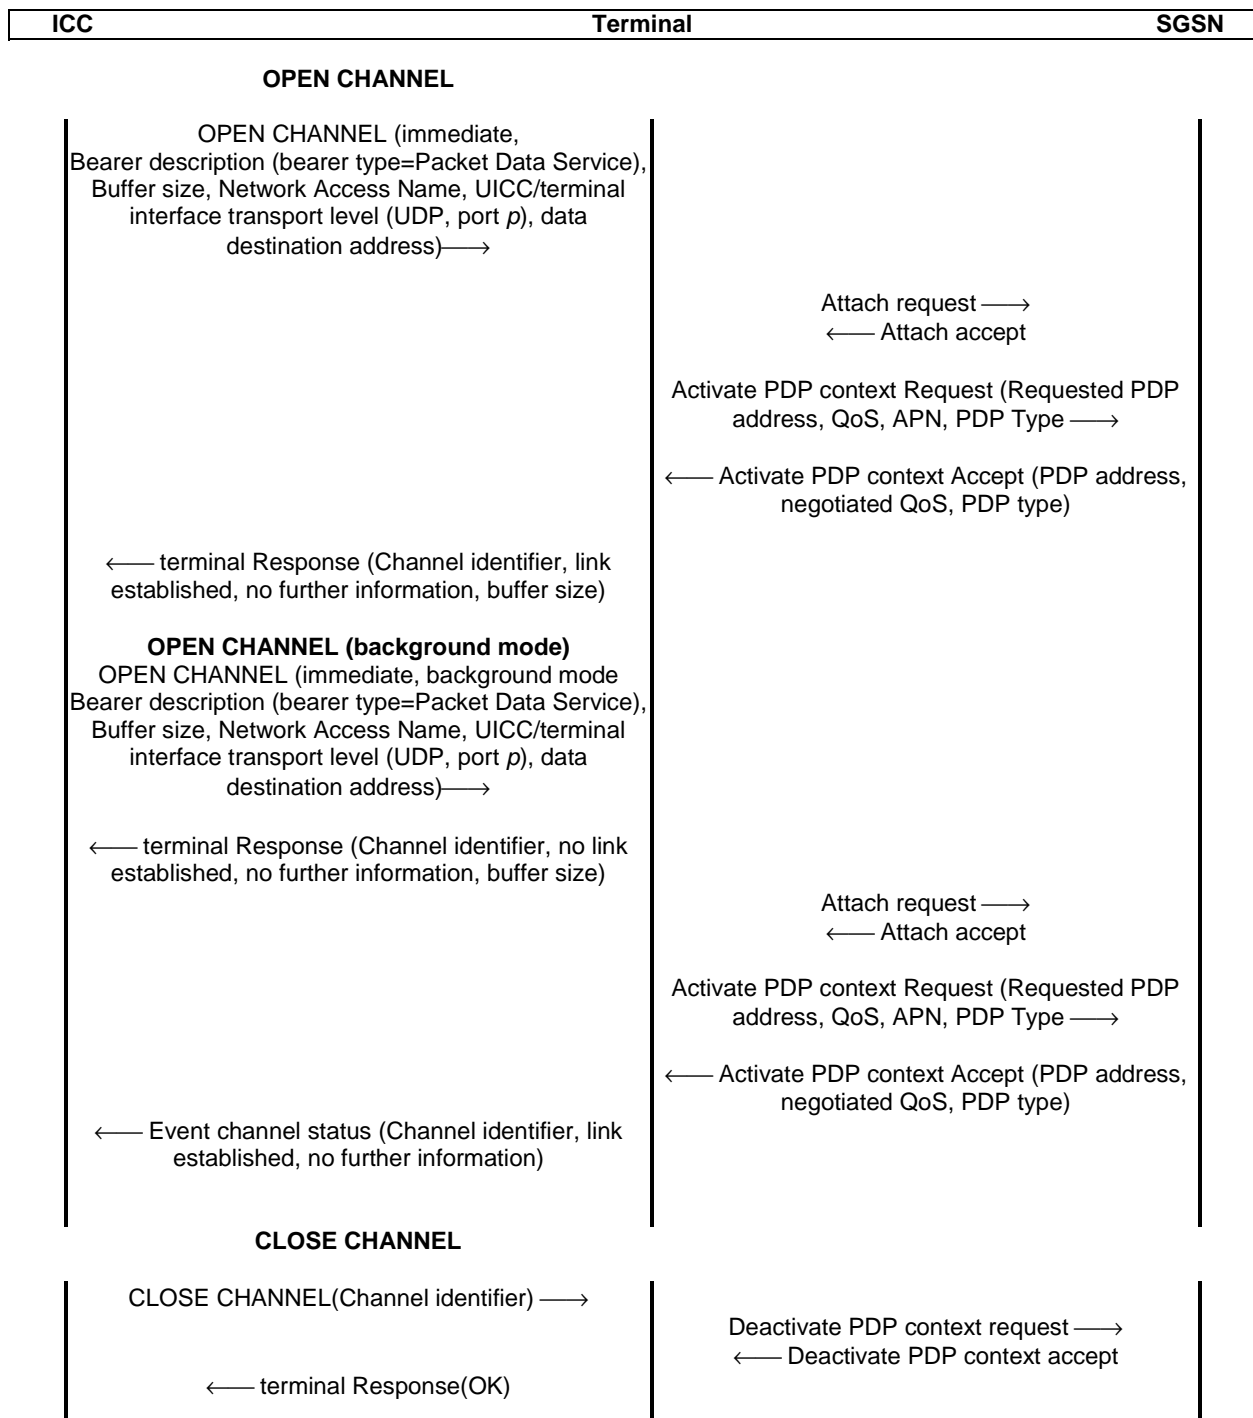 ICC Terminal SGSN
OPEN CHANNEL
OPEN CHANNEL (immediate,
Bearer description (bearer type=Packet Data Service),
Buffer size, Network Access Name, UICC/terminal
interface transport level (UDP, port p), data
destination address)——→
Attach request ——→
←—— Attach accept
Activate PDP context Request (Requested PDP
address, QoS, APN, PDP Type ——→
←—— Activate PDP context Accept (PDP address,
negotiated QoS, PDP type)
←—— terminal Response (Channel identifier, link
established, no further information, buffer size)
OPEN CHANNEL (background mode)
OPEN CHANNEL (immediate, background mode
Bearer description (bearer type=Packet Data Service),
Buffer size, Network Access Name, UICC/terminal
interface transport level (UDP, port p), data
destination address)——→
←—— terminal Response (Channel identifier, no link
established, no further information, buffer size)
Attach request ——→
←—— Attach accept
Activate PDP context Request (Requested PDP
address, QoS, APN, PDP Type ——→
←—— Activate PDP context Accept (PDP address,
negotiated QoS, PDP type)
←—— Event channel status (Channel identifier, link
established, no further information)
CLOSE CHANNEL
CLOSE CHANNEL(Channel identifier) ——→
Deactivate PDP context request ——→
←—— Deactivate PDP context accept
←—— terminal Response(OK)